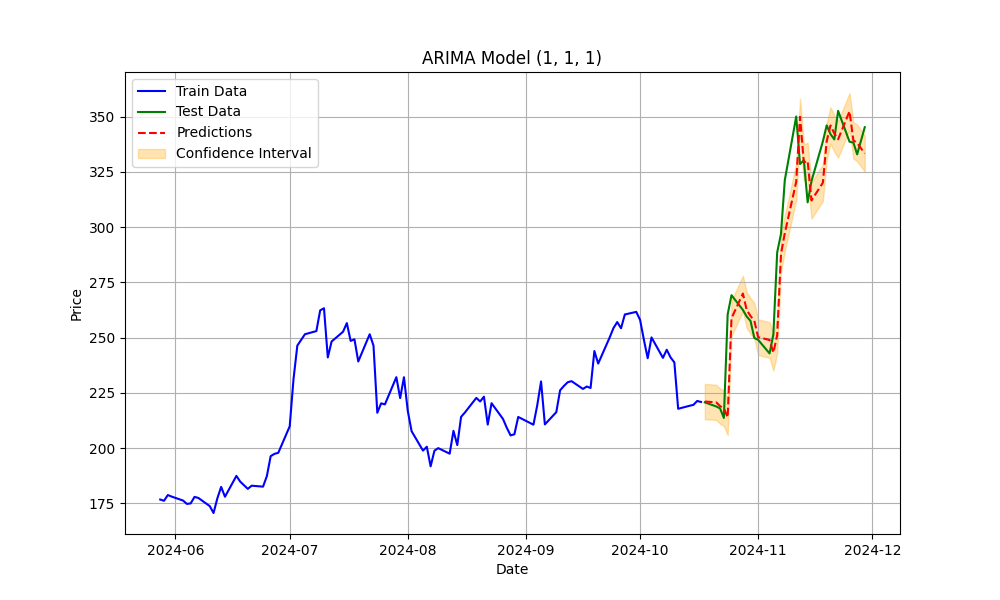 ARIMA Model (1, 1, 1)
Train Data
Test Data
Predictions
Confidence Interval
Price
350
325
300
275
250
225
200
175
2024-06 2024-07 2024-08 2024-09 2024-10 2024-11 2024-12
Date